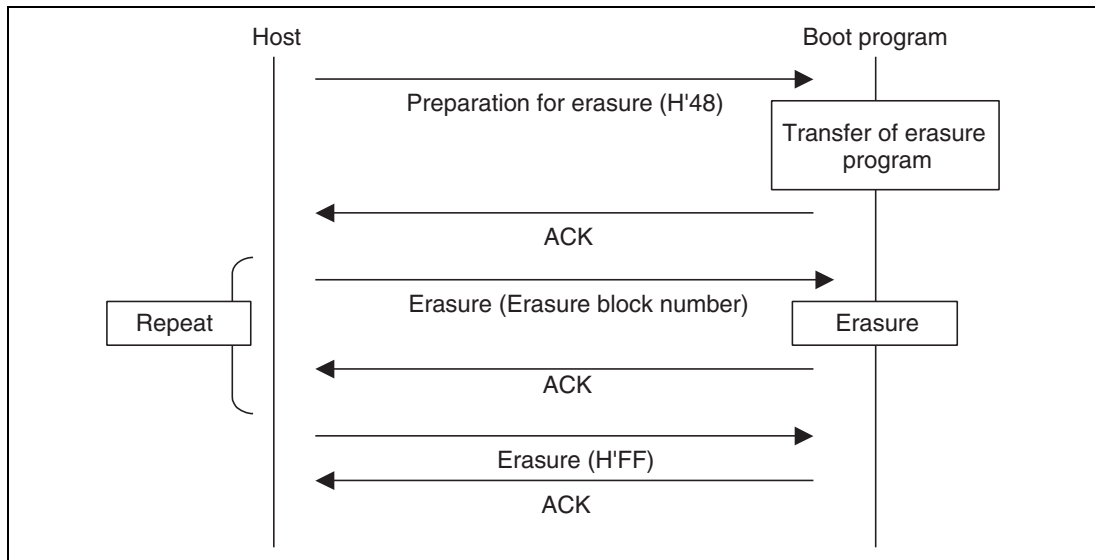 Host
Boot program
Preparation for erasure (H'48)
Transfer of erasure
program
ACK
Erasure (Erasure block number)
Repeat
Erasure
ACK
Erasure (H'FF)
ACK